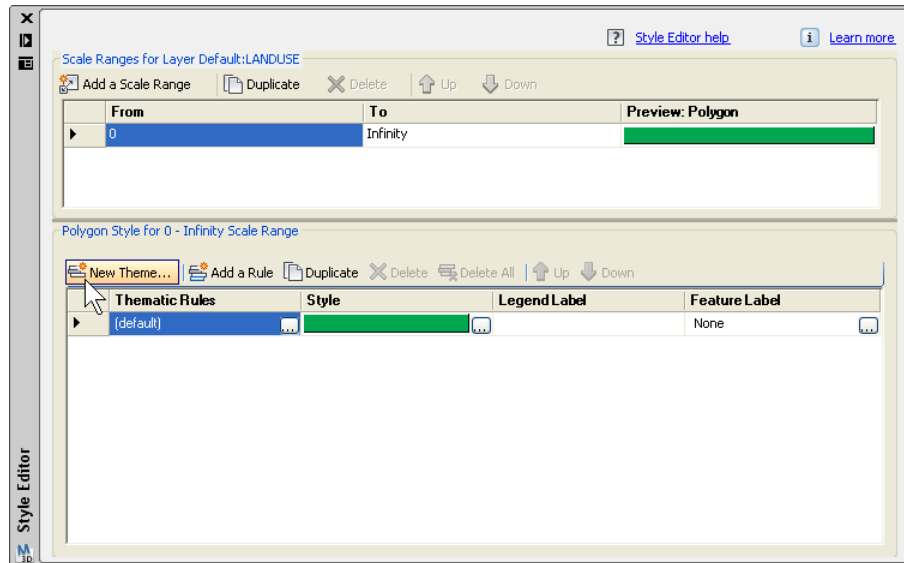 Style Editor help
Learn more
Scale Ranges for Layer Default:LANDUSE
Add a Scale Range Duplicate Delete Up Down
From To Preview: Polygon
0 Infinity
Polygon Style for 0 - Infinity Scale Range
New Theme... Add a Rule Duplicate Delete Delete All Up Down
Thematic Rules Style Legend Label Feature Label
(default) ... ... None ...
Style Editor
M
3D